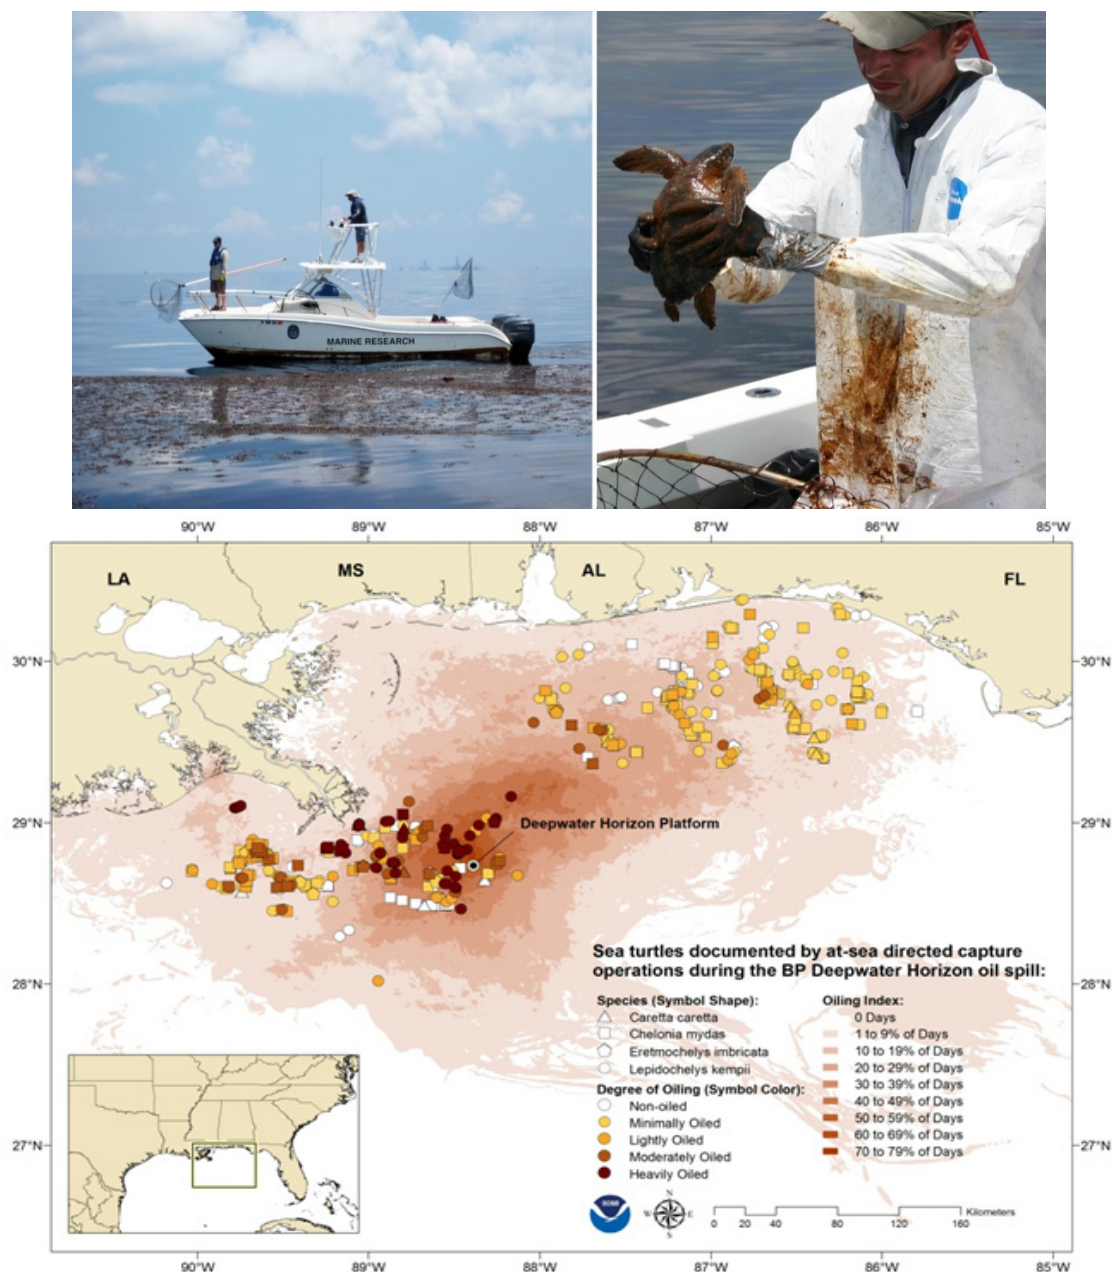 MARINE RESEARCH
90°W 89°W 88°W 87°W 86°W 85°W
LA MS AL FL
30°N 30°N
29°N 29°N
Deepwater Horizon Platform
28°N 28°N
27°N 27°N
Sea turtles documented by at-sea directed capture
operations during the BP Deepwater Horizon oil spill:
Species (Symbol Shape):
Caretta caretta
Chelonia mydas
Eretmochelys imbricata
Lepidochelys kempii
Degree of Oiling (Symbol Color):
Non-oiled
Minimally Oiled
Lightly Oiled
Moderately Oiled
Heavily Oiled
Oiling Index:
0 Days
1 to 9% of Days
10 to 19% of Days
20 to 29% of Days
30 to 39% of Days
40 to 49% of Days
50 to 59% of Days
60 to 69% of Days
70 to 79% of Days
N
W E
S
Kilometers
0 20 40 80 120 160
90°W 89°W 88°W 87°W 86°W 85°W